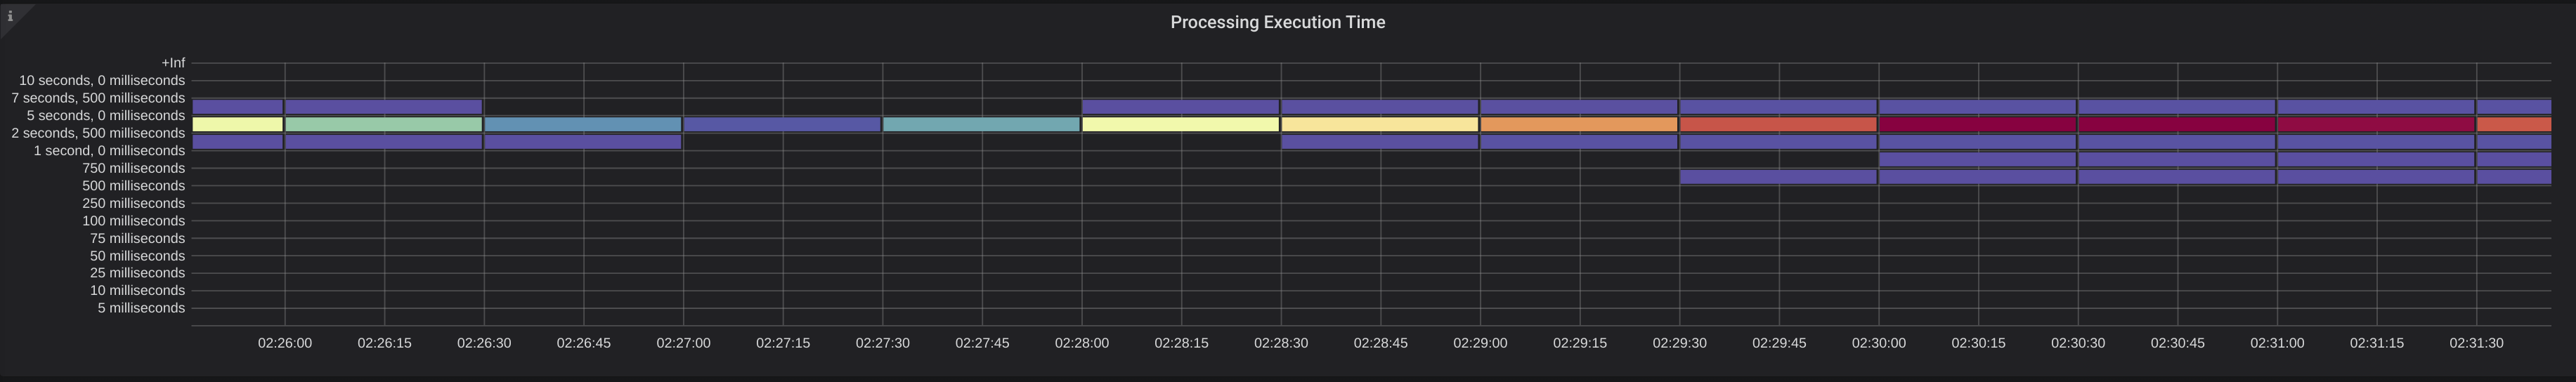 i
Processing Execution Time
+Inf
10 seconds, 0 milliseconds
7 seconds, 500 milliseconds
5 seconds, 0 milliseconds
2 seconds, 500 milliseconds
1 second, 0 milliseconds
750 milliseconds
500 milliseconds
250 milliseconds
100 milliseconds
75 milliseconds
50 milliseconds
25 milliseconds
10 milliseconds
5 milliseconds
02:26:00 02:26:15 02:26:30 02:26:45 02:27:00 02:27:15 02:27:30 02:27:45 02:28:00 02:28:15 02:28:30 02:28:45 02:29:00 02:29:15 02:29:30 02:29:45 02:30:00 02:30:15 02:30:30 02:30:45 02:31:00 02:31:15 02:31:30